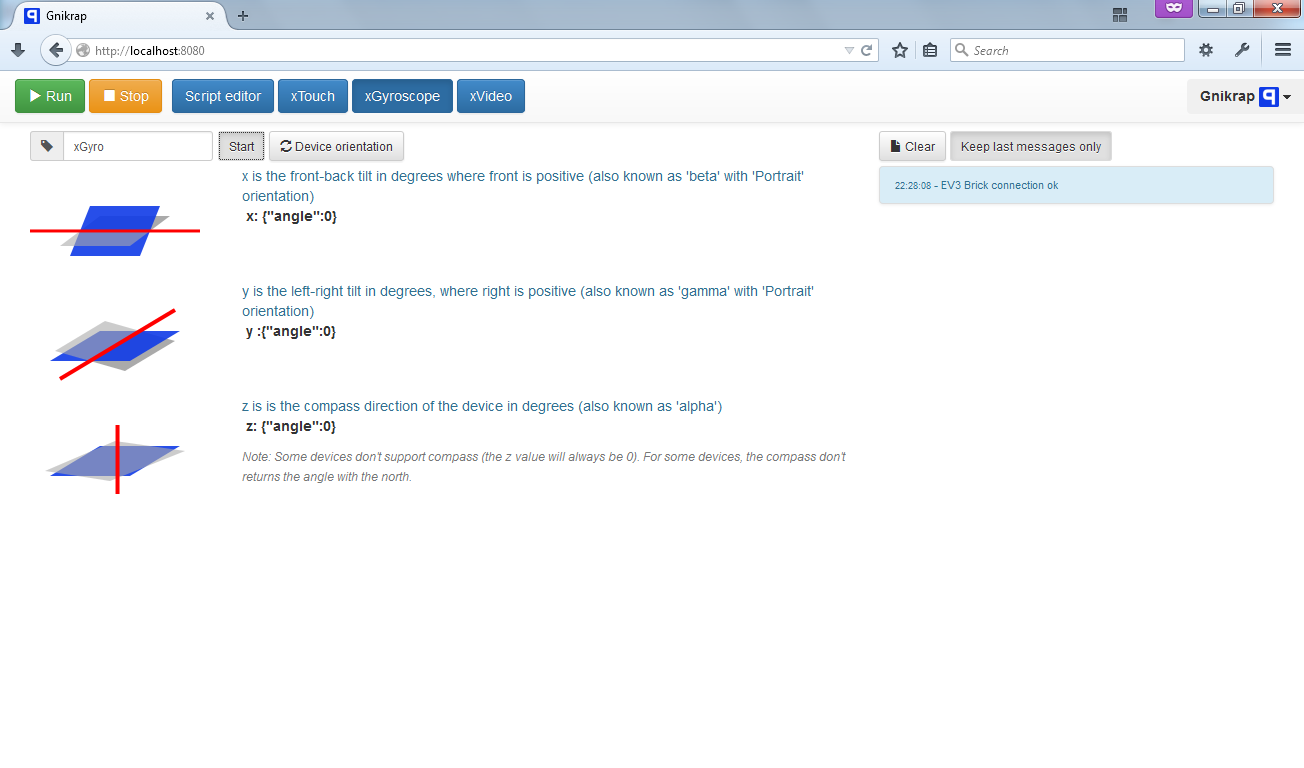 Gnikrap
http://localhost:8080
Search
Run
Stop
Script editor
xTouch
xGyroscope
xVideo
Gnikrap
xGyro
Start
Device orientation
Clear
Keep last messages only
x is the front-back tilt in degrees where front is positive (also known as 'beta' with 'Portrait'
orientation)
x: {"angle":0}
22:28:08 - EV3 Brick connection ok
y is the left-right tilt in degrees, where right is positive (also known as 'gamma' with 'Portrait'
orientation)
y :{"angle":0}
z is is the compass direction of the device in degrees (also known as 'alpha')
z: {"angle":0}
Note: Some devices don't support compass (the z value will always be 0). For some devices, the compass don't
returns the angle with the north.